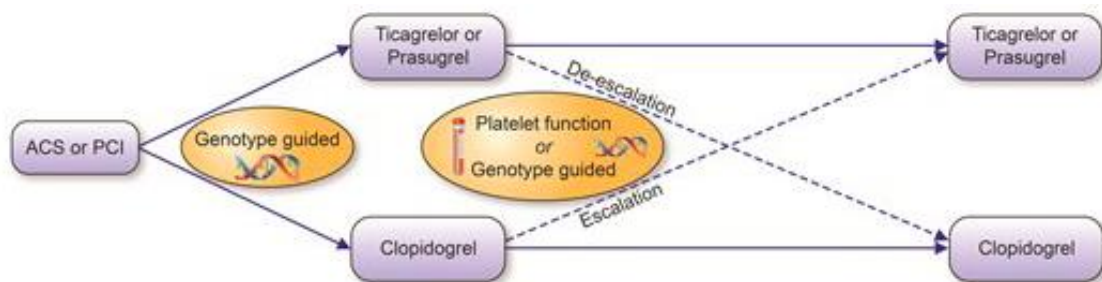 ACS or PCI
Genotype guided
Ticagrelor or
Prasugrel
Clopidogrel
Platelet function
or
Genotype guided
De-escalation
Escalation
Ticagrelor or
Prasugrel
Clopidogrel